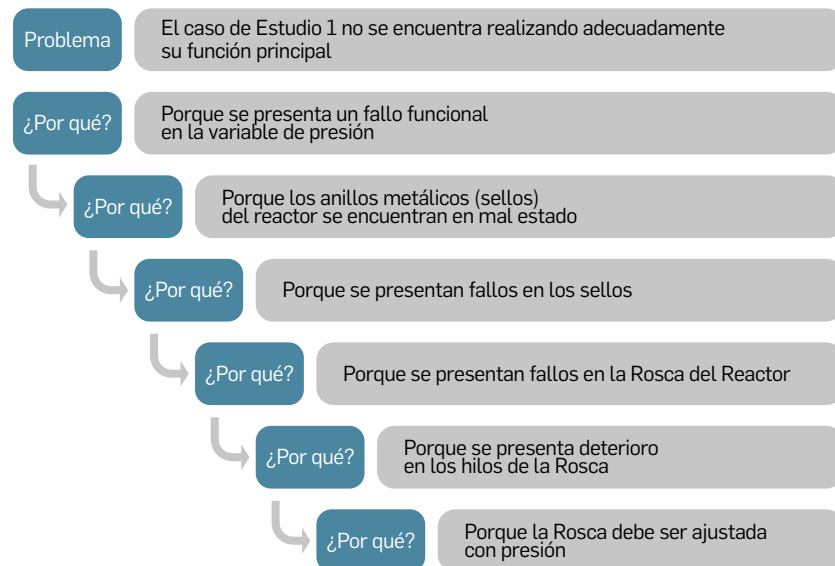 Problema
El caso de Estudio 1 no se encuentra realizando adecuadamente
su función principal
¿Por qué?
Porque se presenta un fallo funcional
en la variable de presión
¿Por qué?
Porque los anillos metálicos (sellos)
del reactor se encuentran en mal estado
¿Por qué?
Porque se presentan fallos en los sellos
¿Por qué?
Porque se presentan fallos en la Rosca del Reactor
¿Por qué?
Porque se presenta deterioro
en los hilos de la Rosca
¿Por qué?
Porque la Rosca debe ser ajustada
con presión